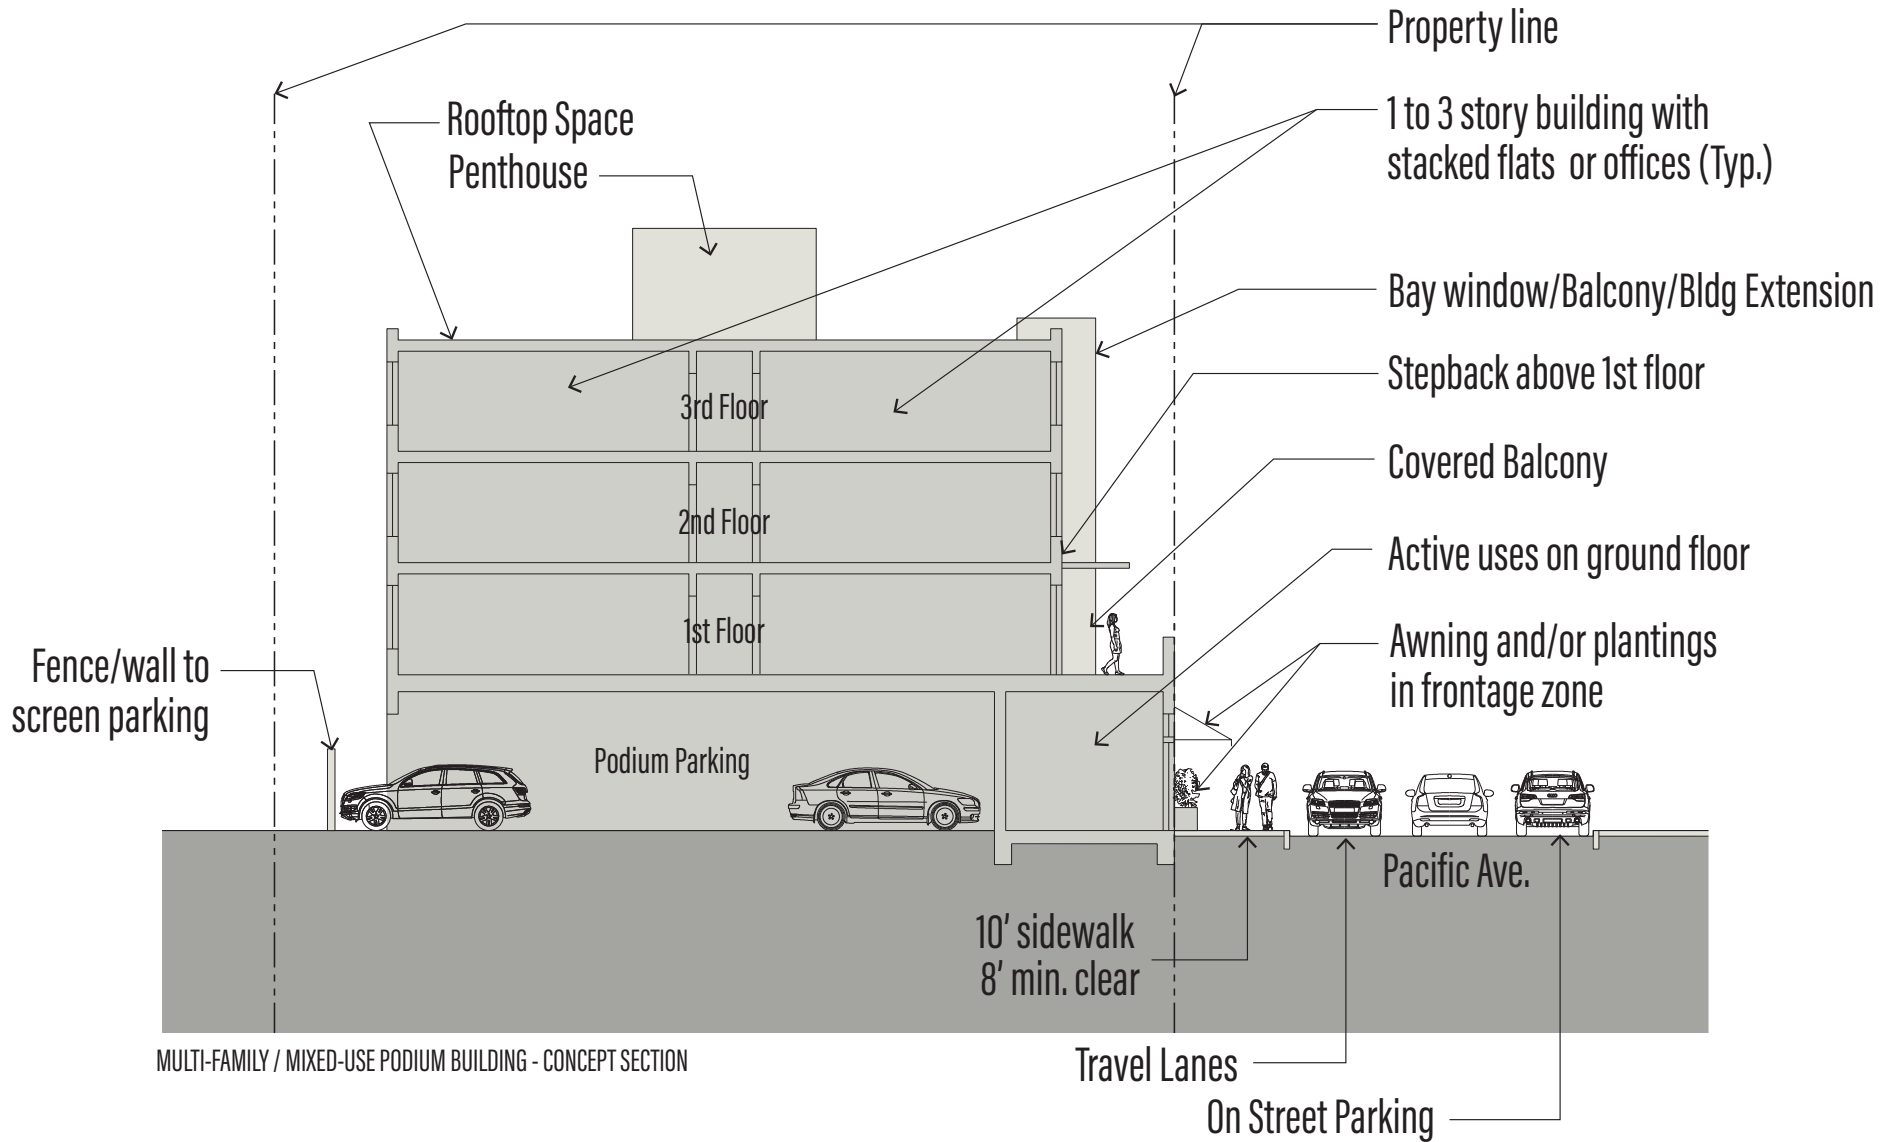 Property line
Rooftop Space
Penthouse
1 to 3 story building with
stacked flats or offices (Typ.)
Bay window/Balcony/Bldg Extension
Stepback above 1st floor
3rd Floor
Covered Balcony
2nd Floor
Active uses on ground floor
1st Floor
Awning and/or plantings
in frontage zone
Fence/wall to
screen parking
Podium Parking
Pacific Ave.
10’ sidewalk
8’ min. clear
MULTI-FAMILY / MIXED-USE PODIUM BUILDING - CONCEPT SECTION
Travel Lanes
On Street Parking